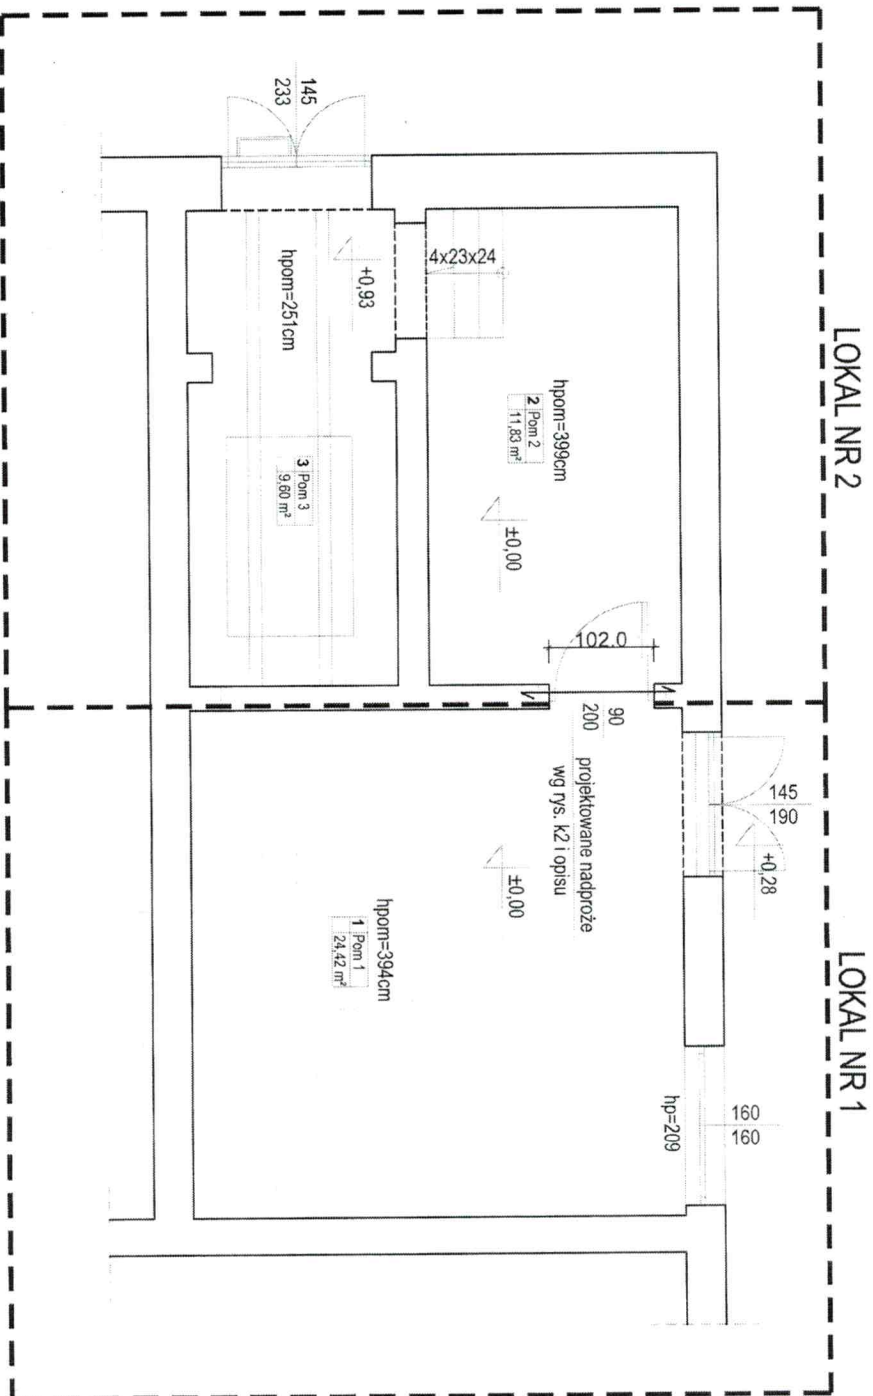 LOKAL NR 2
LOKAL NR 1
145
233
4x23x24
+0,93
hpom=251cm
hpom=399cm
2 Pom 2
11,83 m²
3 Pom 3
9,60 m²
±0,00
102.0
90
200
projektowane nadproże
wg rys. k2 i opisu
145
190
+0,28
±0,00
hpom=394cm
1 Pom 1
24,42 m²
hp=209
160
160